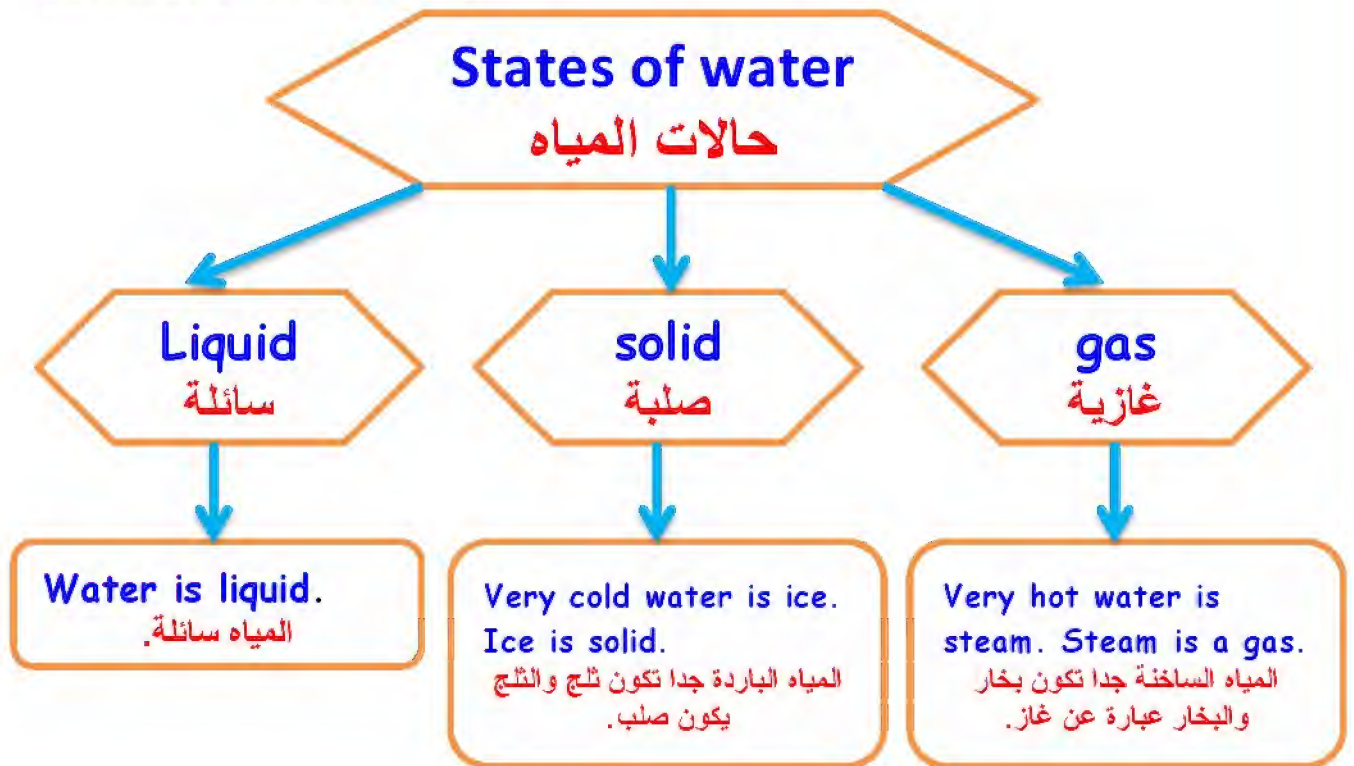 States of water
حالات المياه
Liquid
سائلة
solid
صلبة
gas
غازية
Water is liquid.
المياه سائلة.
Very cold water is ice.
Ice is solid.
المياه الباردة جدا تكون ثلج والثلج
يكون صلب.
Very hot water is
steam. Steam is a gas.
المياه الساخنة جدا تكون بخار
والبخار عبارة عن غاز.